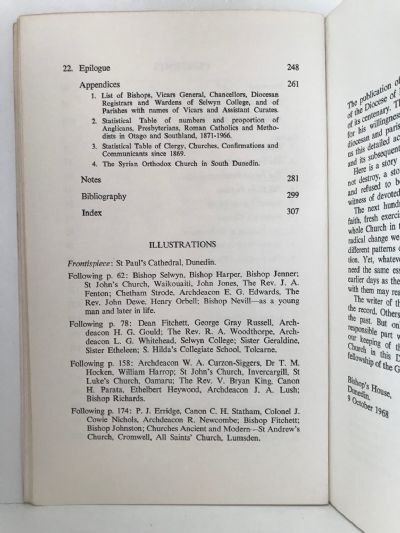 22. Epilogue 248
Appendices 261
1. List of Bishops, Vicars General, Chancellors, Diocesan
Registrars and Wardens of Selwyn College, and of
Parishes with names of Vicars and Assistant Curates.
2. Statistical Table of numbers and proportion of
Anglicans, Presbyterians, Roman Catholics and Metho-
dists in Otago and Southland, 1871-1966.
3. Statistical Table of Clergy, Churches, Confirmations and
Communicants since 1869.
4. The Syrian Orthodox Church in South Dunedin.
Notes 281
Bibliography 299
Index 307
ILLUSTRATIONS
Frontispiece: St Paul's Cathedral, Dunedin.
Following p. 62: Bishop Selwyn, Bishop Harper, Bishop Jenner;
St John's Church, Waikouaiti, John Jones, The Rev. J. A.
Fenton; Chetham Strode, Archdeacon E. G. Edwards, The
Rev. John Dewe, Henry Orbell; Bishop Nevill—as a young
man and later in life.
Following p. 78: Dean Fitchett, George Gray Russell, Arch-
deacon H. G. Gould; The Rev. R. A. Woodthorpe, Arch-
deacon L. G. Whitehead, Selwyn College; Sister Geraldine,
Sister Etheleen; S. Hilda's Collegiate School, Tolcarne.
Following p. 158: Archdeacon W. A. Curzon-Siggers, Dr T. M.
Hocken, William Harrop; St John's Church, Invercargill, St
Luke's Church, Oamaru; The Rev. V. Bryan King, Canon
H. Parata, Ethelbert Heywood, Archdeacon J. A. Lush;
Bishop Richards.
Following p. 174: P. J. Erridge, Canon C. H. Statham, Colonel J.
Cowie Nichols, Archdeacon R. Newcombe; Bishop Fitchett;
Bishop Johnston; Churches Ancient and Modern—St Andrew's
Church, Cromwell, All Saints' Church, Lumsden.
The publication of
the Diocese of
of its centenary. Th
for his willingness
diocesan and parish
us this detailed ac
and its subsequent
Here is a story
not destroy, a sto
and refused to b
witness of devoted
The next hund
faith, fresh exerci
whole Church in
radical change we
different patterns
tion. Yet, whatev
need the same ess
earlier days as the
with them may re
The writer of th
the record. Others
the past. But on
responsible part
our keeping of th
Church in this D
fellowship of the G
Bishop's House,
Dunedin.
9 October 1968